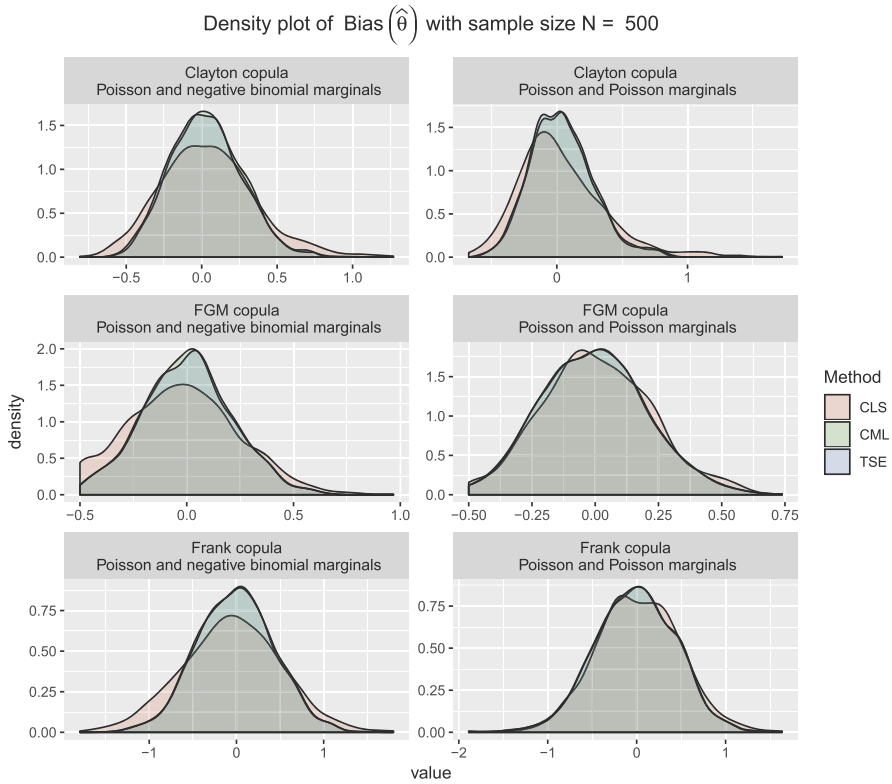 Density plot of Bias(θ̂) with sample size N = 500
Clayton copula
Poisson and negative binomial marginals
1.5
1.0
0.5
0.0
−0.5 0.0 0.5 1.0
Clayton copula
Poisson and Poisson marginals
1.5
1.0
0.5
0.0
0 1
FGM copula
Poisson and negative binomial marginals
2.0
1.5
1.0
0.5
0.0
−0.5 0.0 0.5 1.0
FGM copula
Poisson and Poisson marginals
1.5
1.0
0.5
0.0
−0.50 −0.25 0.00 0.25 0.50 0.75
Frank copula
Poisson and negative binomial marginals
0.75
0.50
0.25
0.00
−1 0 1
Frank copula
Poisson and Poisson marginals
0.75
0.50
0.25
0.00
−2 −1 0 1
density
value
Method
CLS
CML
TSE